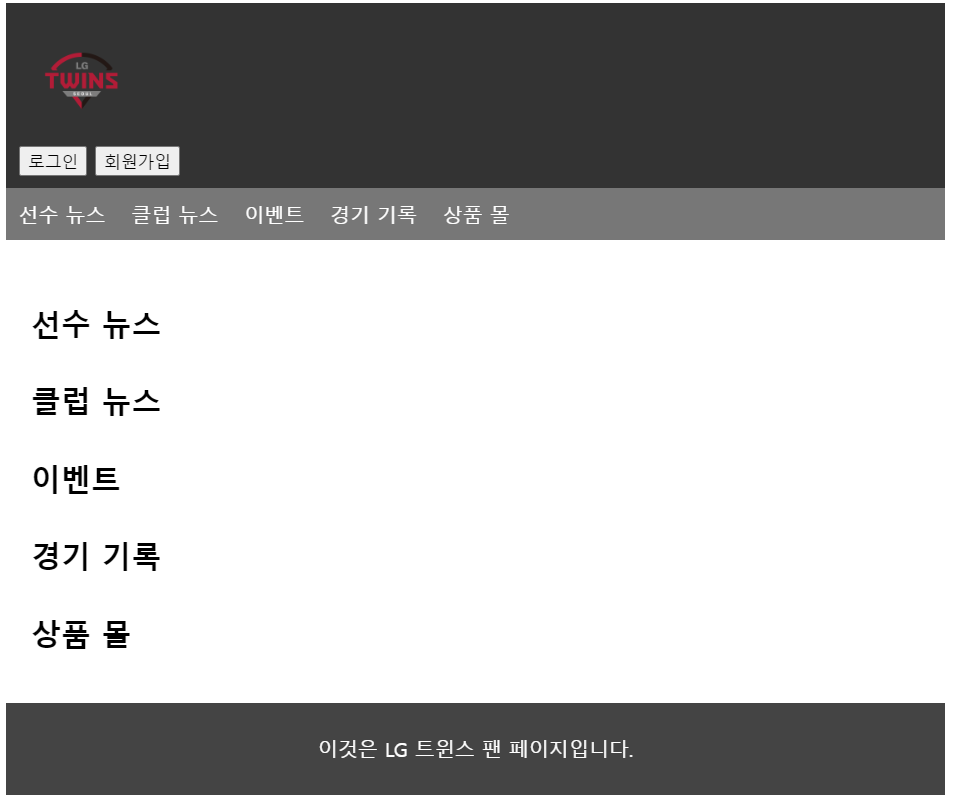 LG
TWINS
SEOUL
로그인 회원가입
선수 뉴스 클럽 뉴스 이벤트 경기 기록 상품 몰
선수 뉴스
클럽 뉴스
이벤트
경기 기록
상품 몰
이것은 LG 트윈스 팬 페이지입니다.